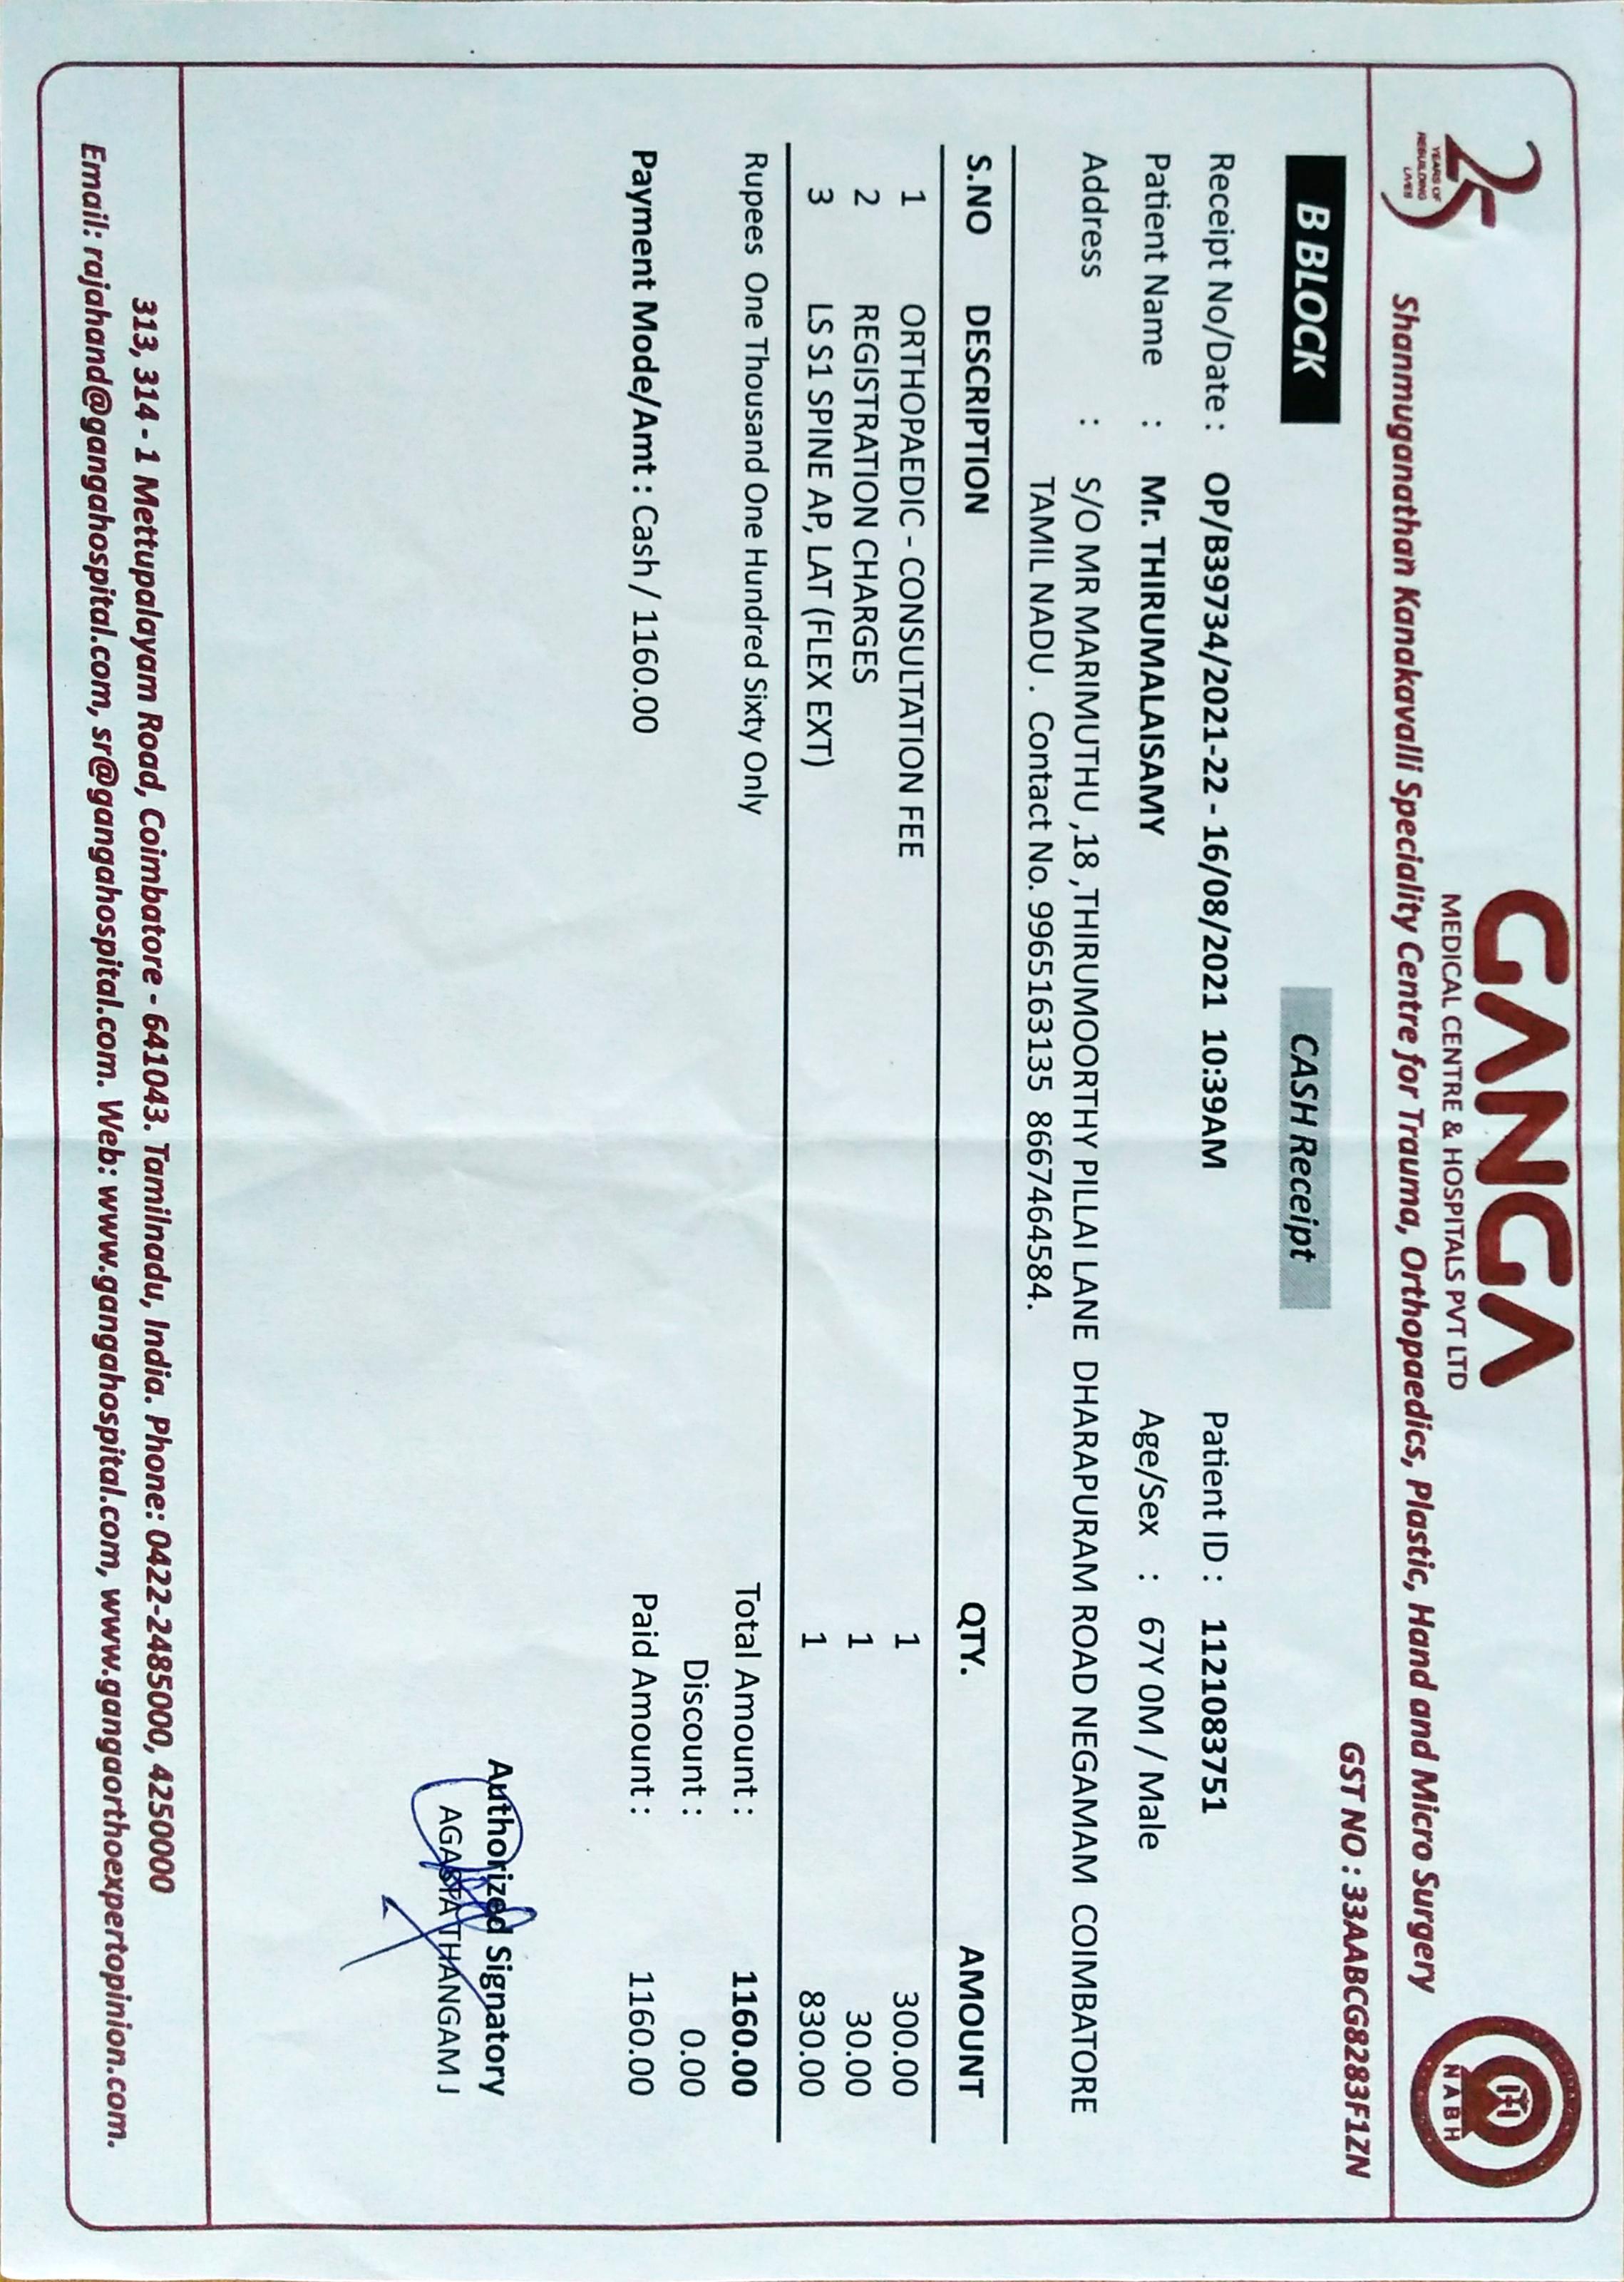 25
YEARS OF
REBUILDING
LIVES
GANGA
MEDICAL CENTRE & HOSPITALS PVT LTD
Shanmuganathan Kanakavalli Speciality Centre for Trauma, Orthopaedics, Plastic, Hand and Micro Surgery
NABH
GST NO : 33AABCG8283F1ZN
B BLOCK CASH Receipt
Receipt No/Date : OP/B39734/2021-22 - 16/08/2021 10:39AM Patient ID : 1121083751
Patient Name : Mr. THIRUMALAISAMY Age/Sex : 67Y 0M / Male
Address : S/O MR MARIMUTHU ,18 ,THIRUMOORTHY PILLAI LANE DHARAPURAM ROAD NEGAMAM COIMBATORE
TAMIL NADU . Contact No. 9965163135 8667464584.
S.NO DESCRIPTION QTY. AMOUNT
1 ORTHOPAEDIC - CONSULTATION FEE 1 300.00
2 REGISTRATION CHARGES 1 30.00
3 LS S1 SPINE AP, LAT (FLEX EXT) 1 830.00
Rupees One Thousand One Hundred Sixty Only Total Amount : 1160.00
Discount : 0.00
Payment Mode/Amt : Cash / 1160.00 Paid Amount : 1160.00
Authorized Signatory
AGASTA THANGAM J
313, 314 - 1 Mettupalayam Road, Coimbatore - 641043. Tamilnadu, India. Phone: 0422-2485000, 4250000
Email: rajahand@gangahospital.com, sr@gangahospital.com. Web: www.gangahospital.com, www.gangaorthoexpertopinion.com.